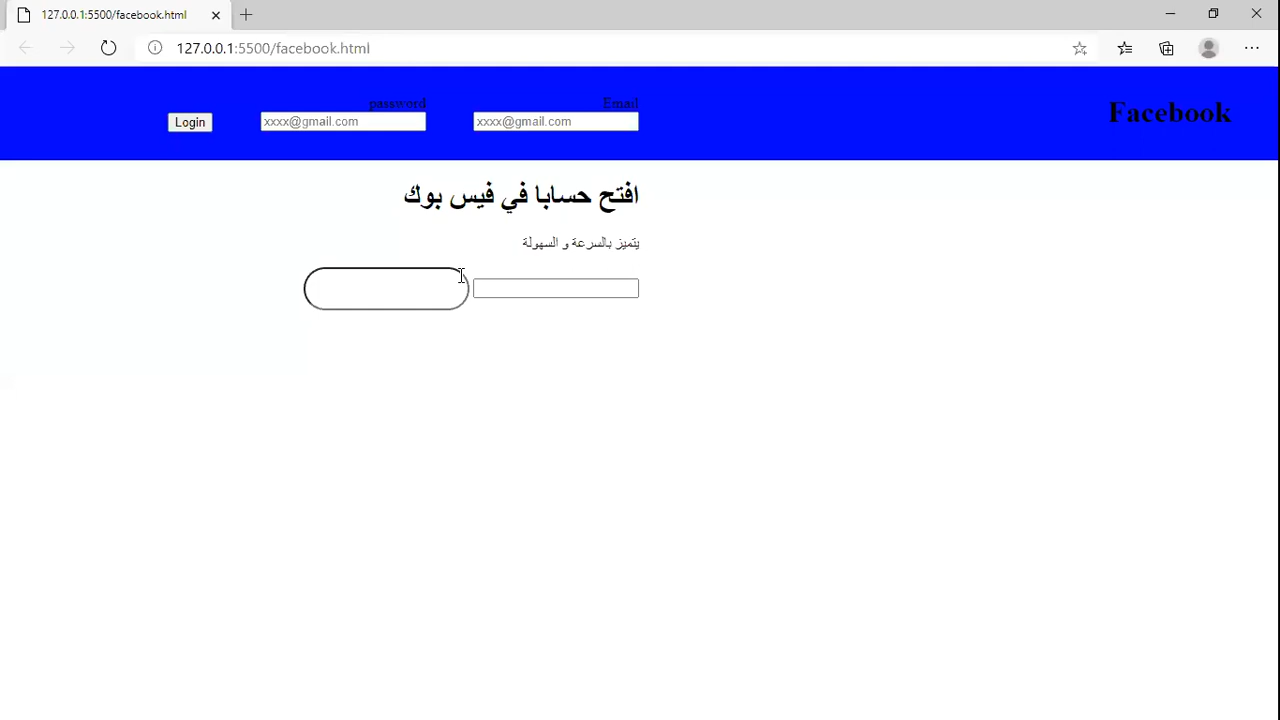 127.0.0.1:5500/facebook.html
127.0.0.1:5500/facebook.html
Facebook
Email
password
xxxx@gmail.com
xxxx@gmail.com
Login
افتح حسابا في فيس بوك
يتميز بالسرعة و السهولة